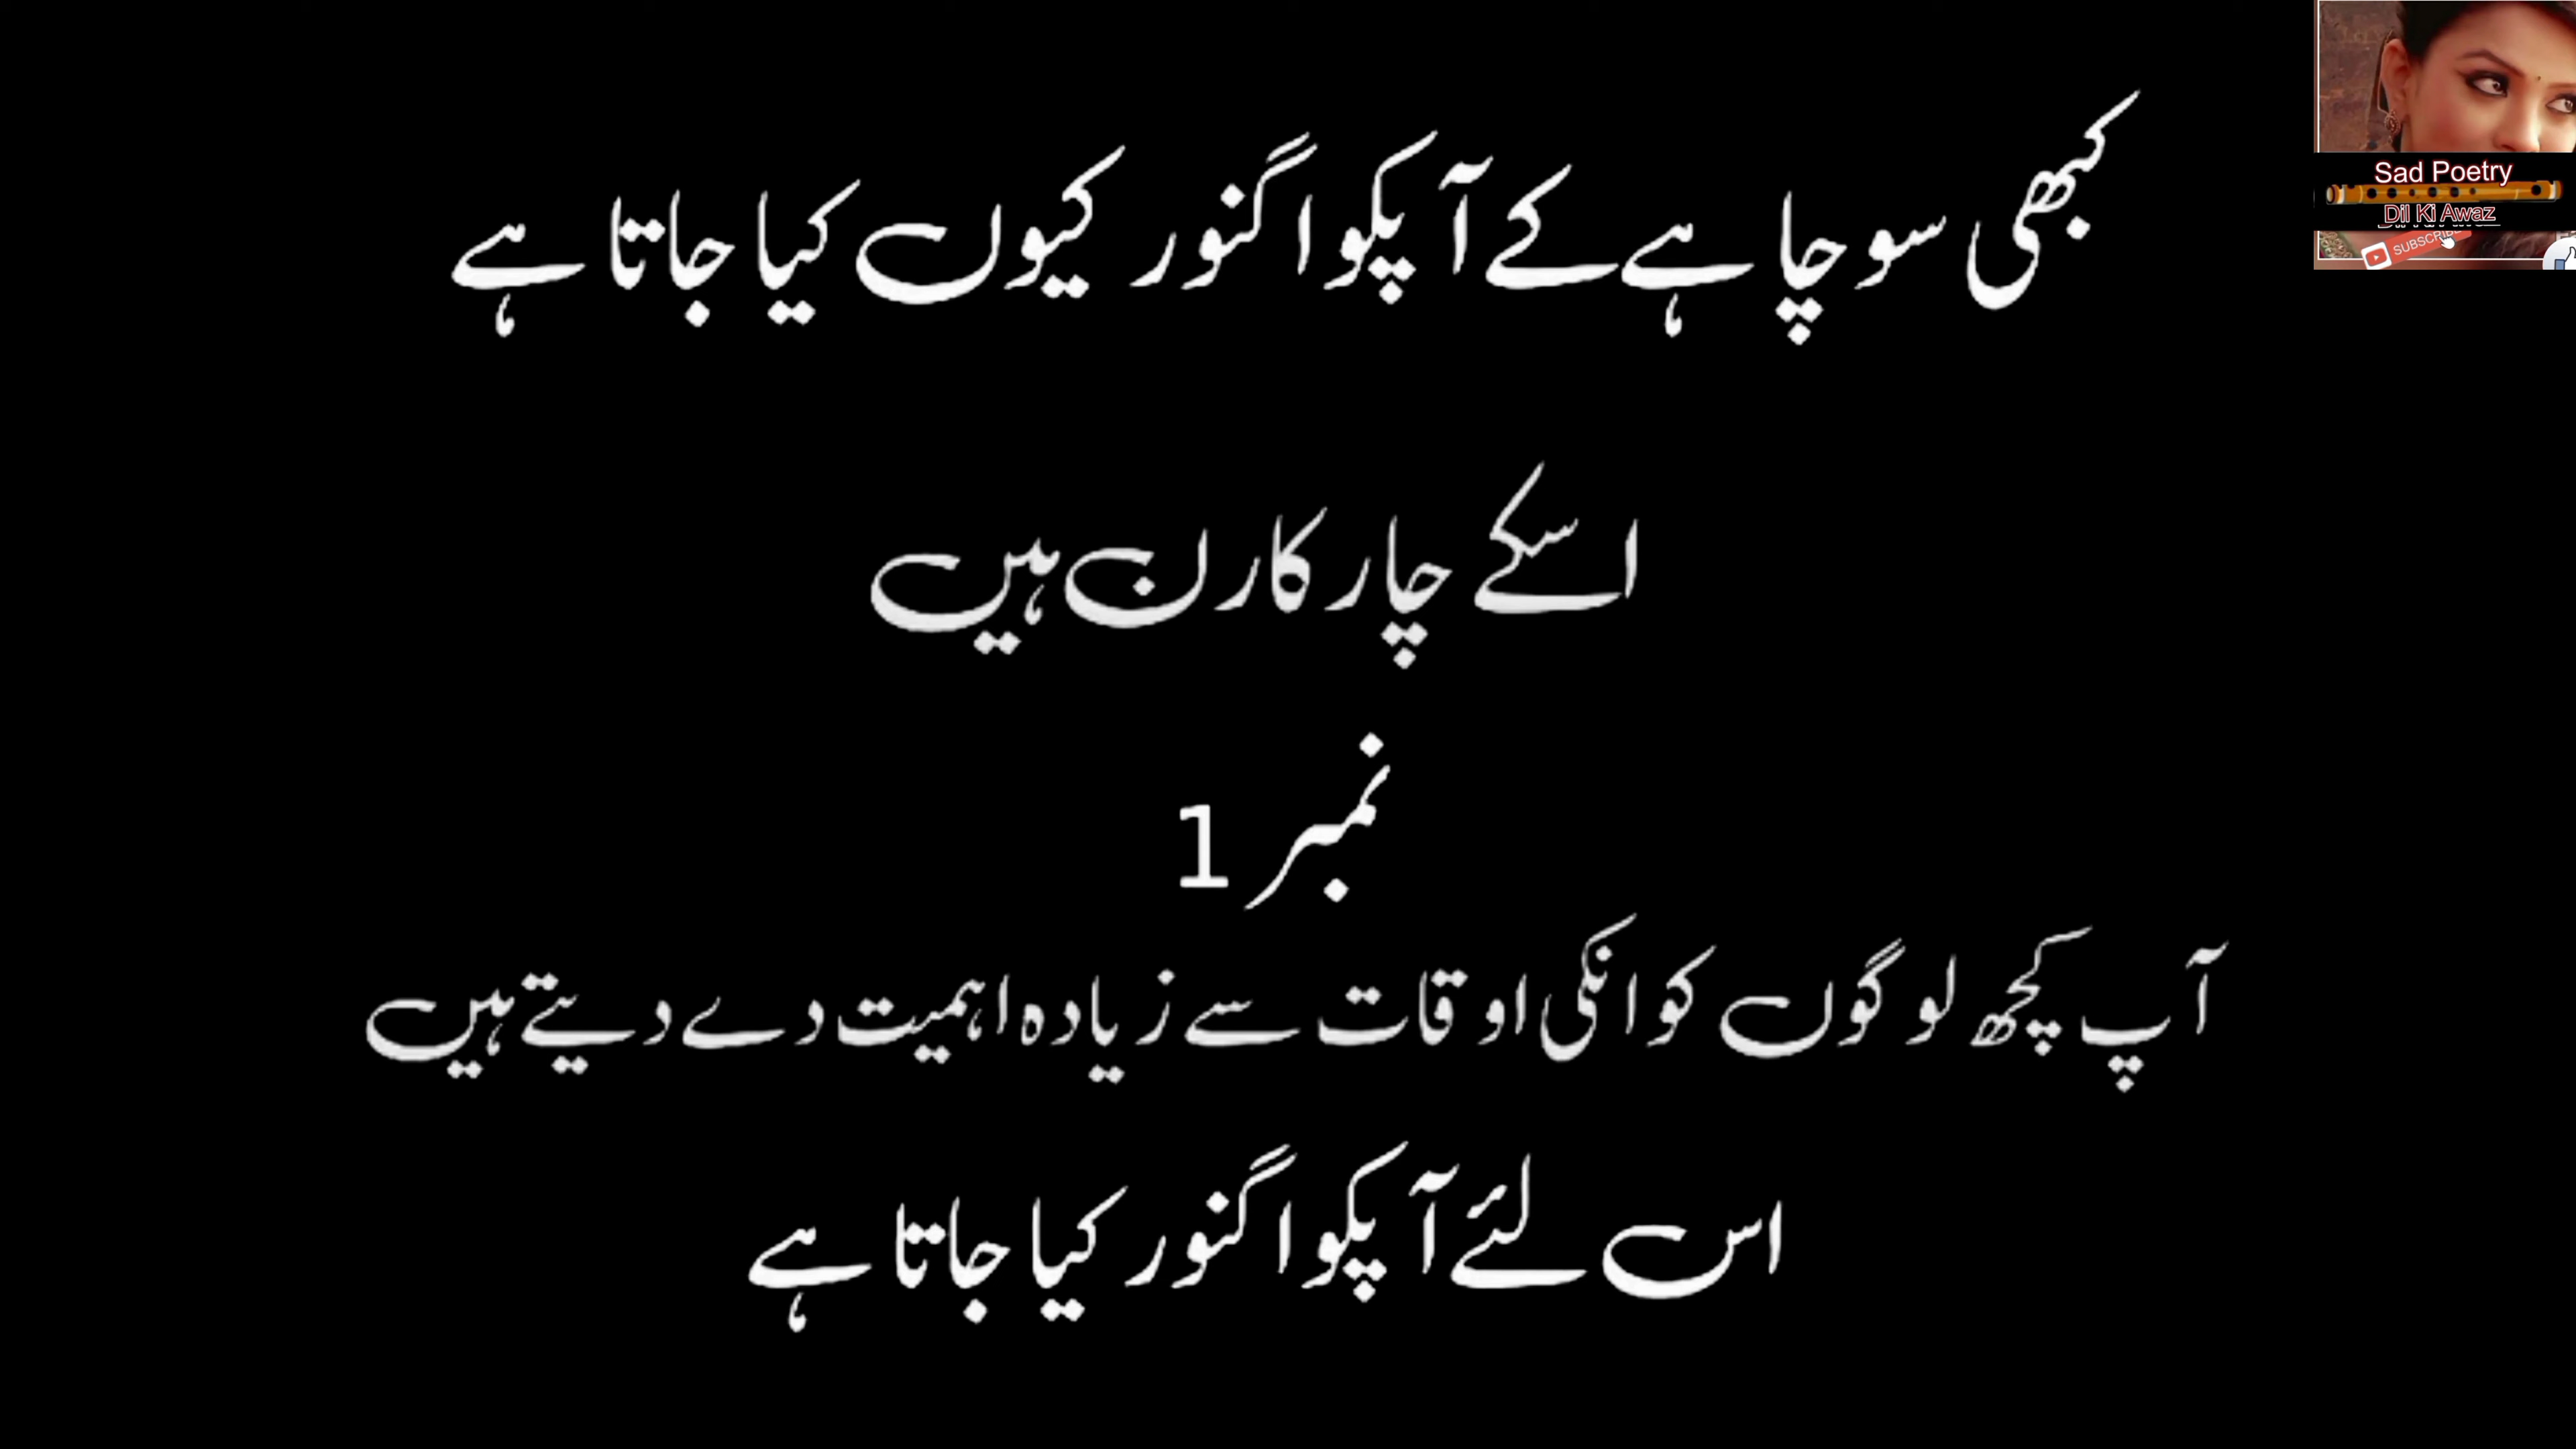 کبھی سوچا ہے کے آپکو اگنور کیوں کیا جاتا ہے
اسکے چار کارن ہیں
نمبر 1
آپ کچھ لوگوں کو انکی اوقات سے زیادہ اہمیت دے دیتے ہیں
اس لئے آپکو اگنور کیا جاتا ہے
Sad Poetry
Dil Ki Awaz
SUBSCRIBE